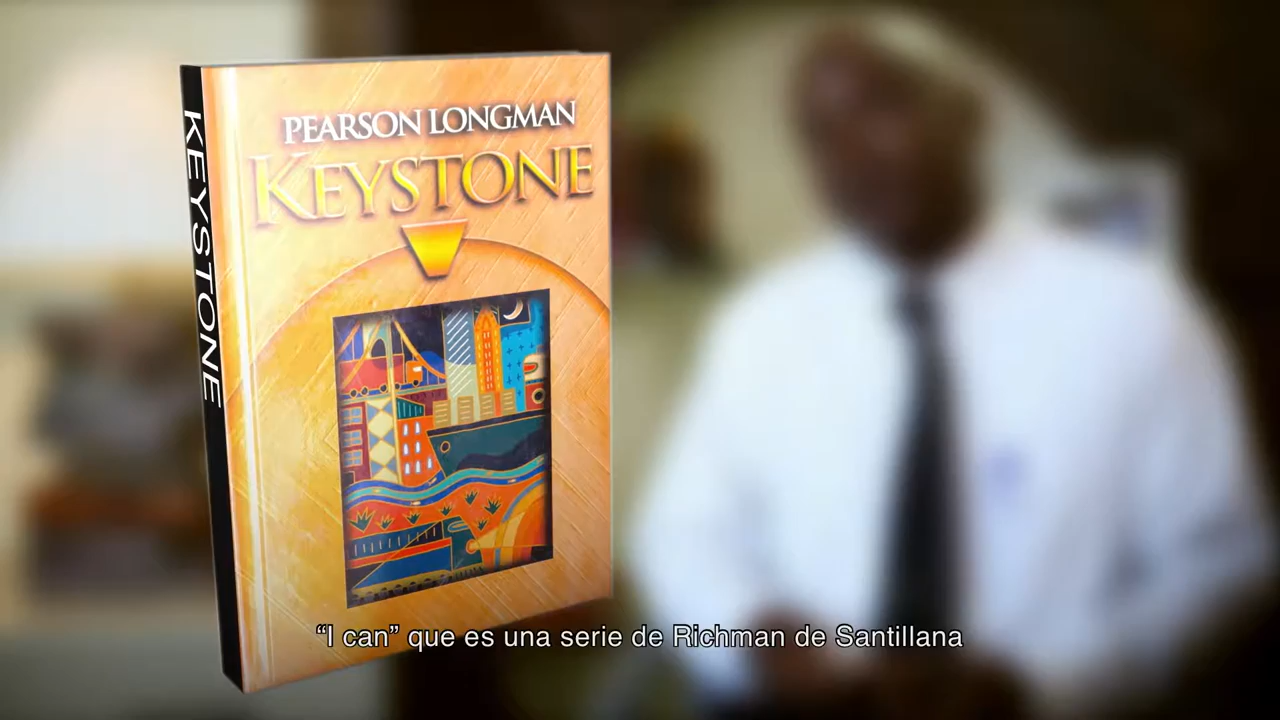 PEARSON LONGMAN
KEYSTONE
KEYSTONE
“I can” que es una serie de Richman de Santillana